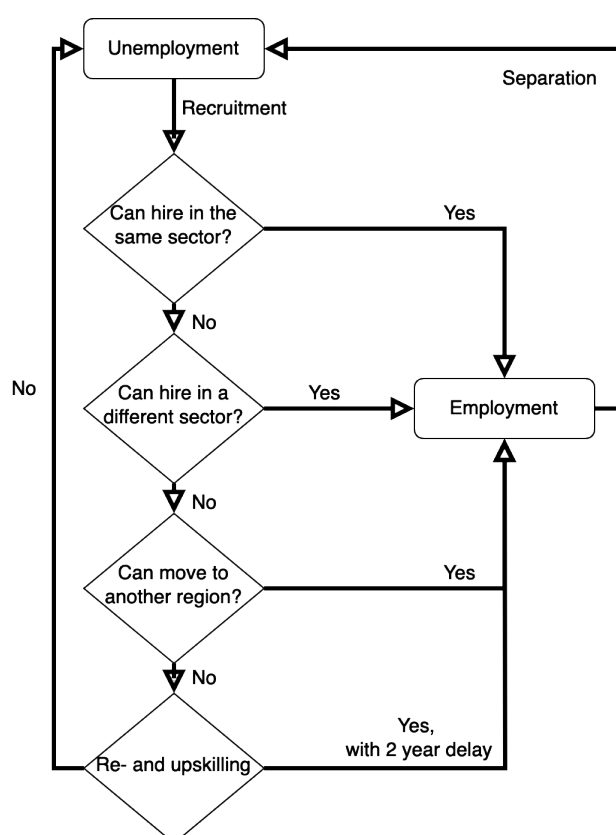 Unemployment
Separation
Recruitment
Can hire in the
same sector?
Yes
No
Can hire in a
different sector?
Yes
Employment
No
No
Can move to
another region?
Yes
No
Re- and upskilling
Yes,
with 2 year delay